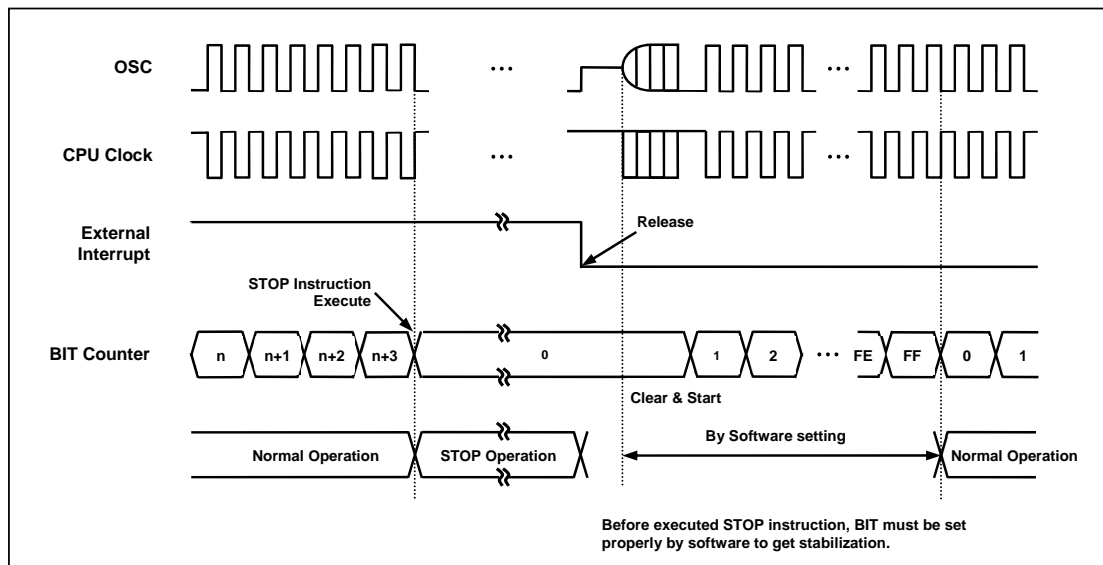 OSC
...
...
CPU Clock
...
...
External
Interrupt
Release
STOP Instruction
Execute
BIT Counter
n
n+1
n+2
n+3
0
1
2
...
FE
FF
0
1
Clear & Start
Normal Operation
STOP Operation
By Software setting
Normal Operation
Before executed STOP instruction, BIT must be set
properly by software to get stabilization.